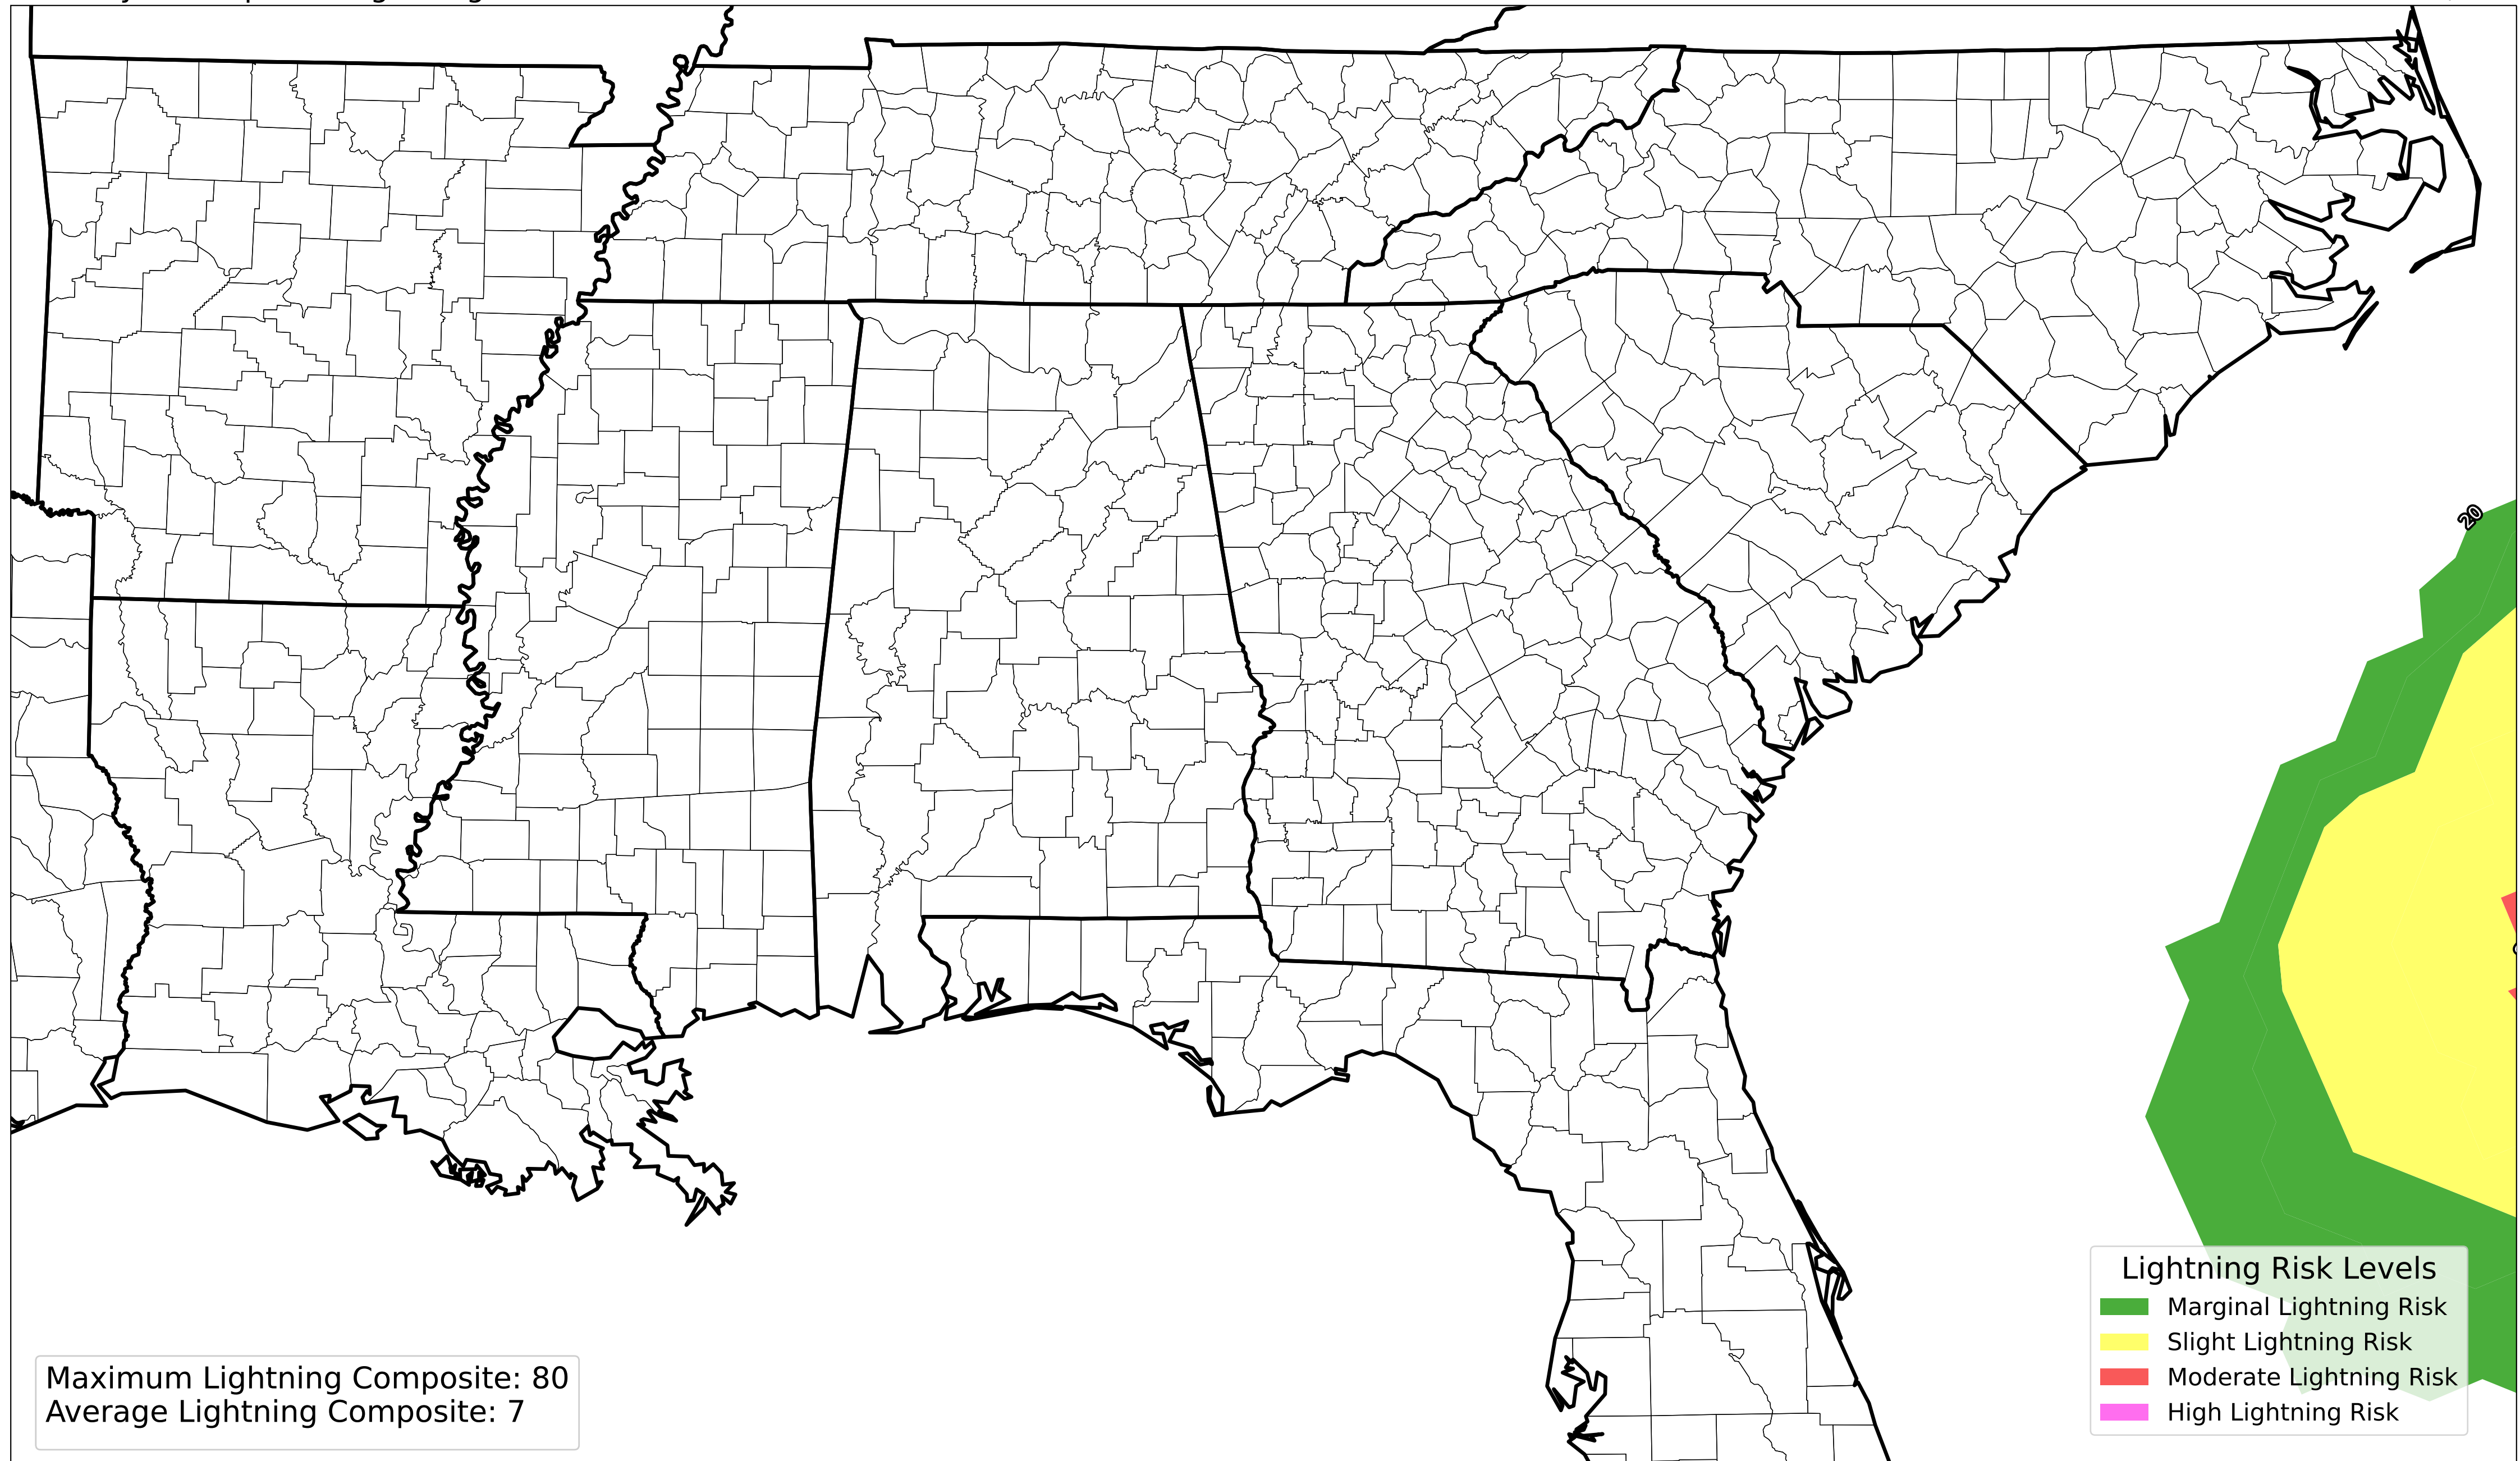 20
Lightning Risk Levels
Marginal Lightning Risk
Slight Lightning Risk
Moderate Lightning Risk
High Lightning Risk
Maximum Lightning Composite: 80
Average Lightning Composite: 7